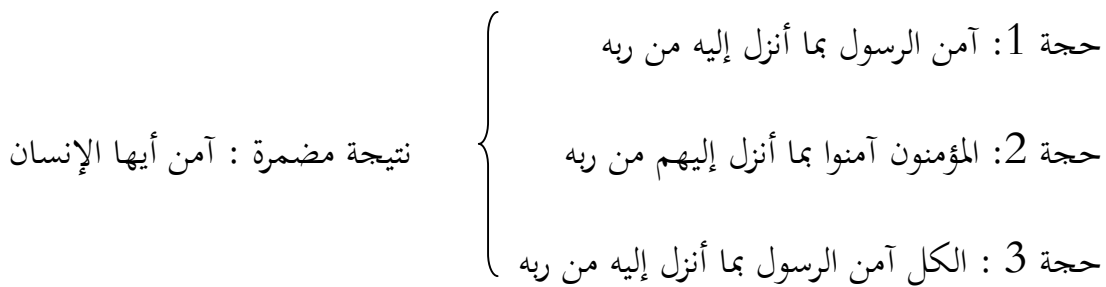 حجة 1: آمن الرسول بما أنزل إليه من ربه
حجة 2: المؤمنون آمنوا بما أنزل إليهم من ربه
نتيجة مضمرة : آمن أيها الإنسان
حجة 3 : الكل آمن الرسول بما أنزل إليه من ربه